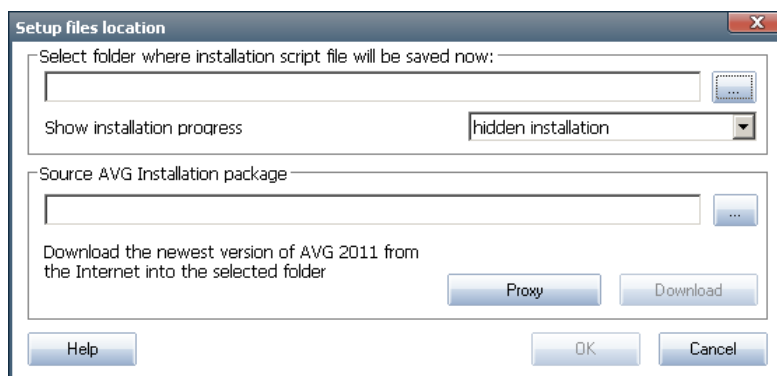 Setup files location
Select folder where installation script file will be saved now:
...
Show installation progress
hidden installation
Source AVG Installation package
...
Download the newest version of AVG 2011 from
the Internet into the selected folder
Proxy
Download
Help
OK
Cancel